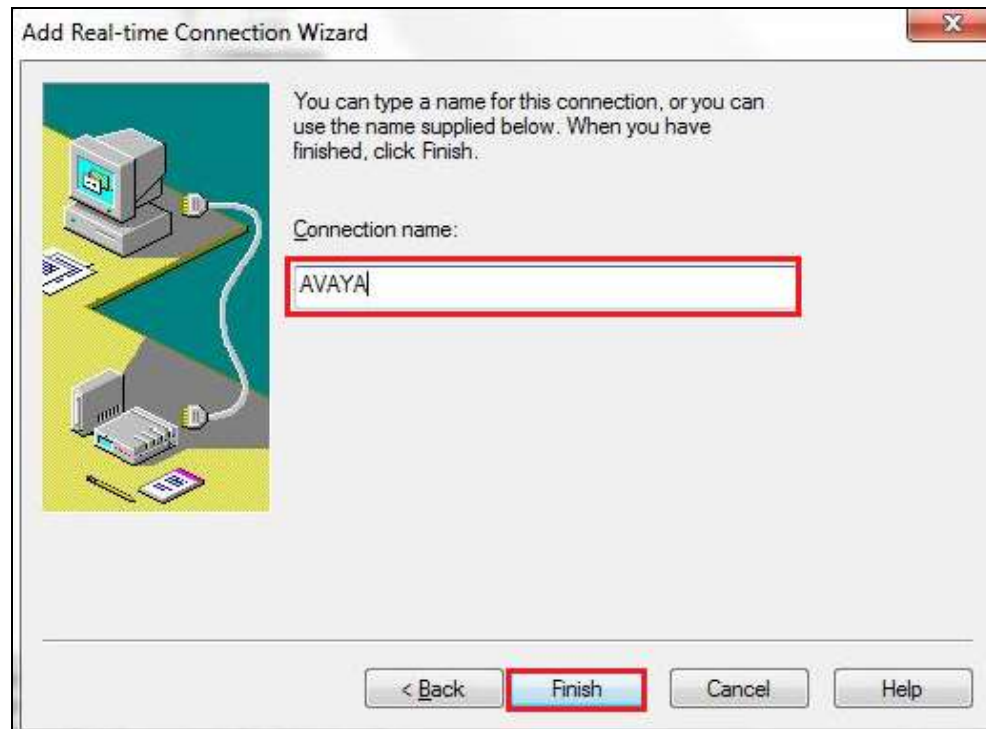 Add Real-time Connection Wizard
You can type a name for this connection, or you can
use the name supplied below. When you have
finished, click Finish.
Connection name:
AVAYA
< Back Finish Cancel Help